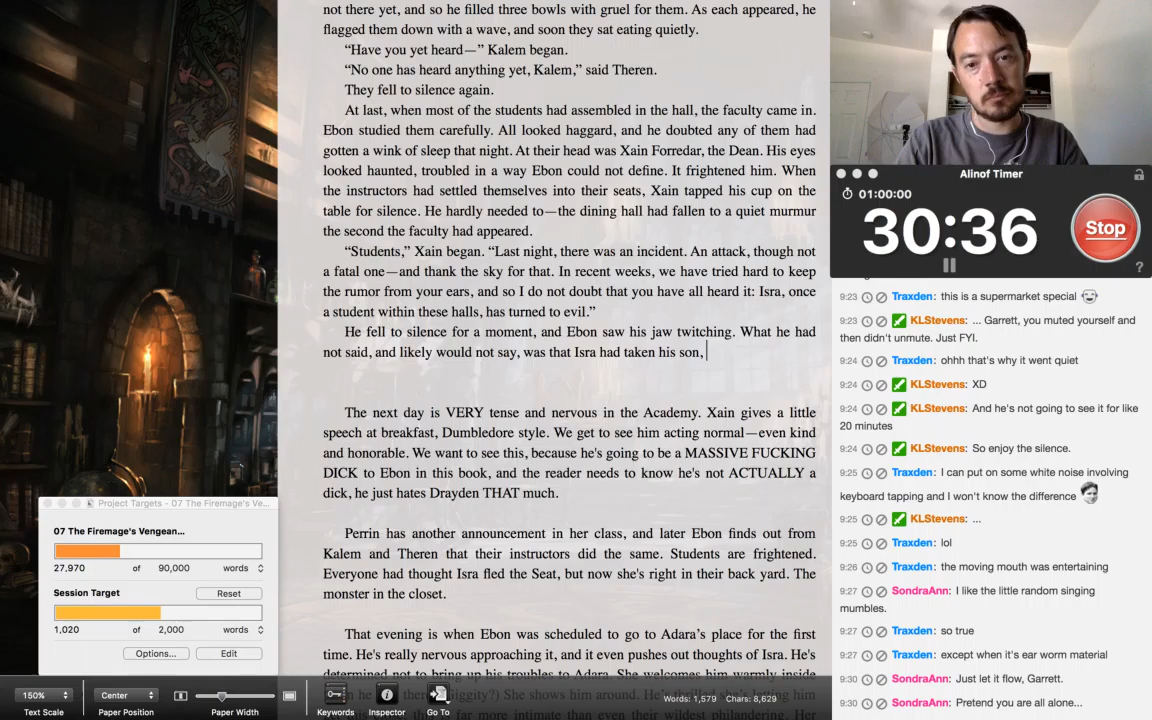 not there yet, and so he filled three bowls with gruel for them. As each appeared, he
flagged them down with a wave, and soon they sat eating quietly.
“Have you yet heard—” Kalem began.
“No one has heard anything yet, Kalem,” said Theren.
They fell to silence again.
At last, when most of the students had assembled in the hall, the faculty came in.
Ebon studied them carefully. All looked haggard, and he doubted any of them had
gotten a wink of sleep that night. At their head was Xain Forredar, the Dean. His eyes
looked haunted, troubled in a way Ebon could not define. It frightened him. When
the instructors had settled themselves into their seats, Xain tapped his cup on the
table for silence. He hardly needed to—the dining hall had fallen to a quiet murmur
the second the faculty had appeared.
“Students,” Xain began. “Last night, there was an incident. An attack, though not
a fatal one—and thank the sky for that. In recent weeks, we have tried hard to keep
the rumor from your ears, and so I do not doubt that you have all heard it: Isra, once
a student within these halls, has turned to evil.”
He fell to silence for a moment, and Ebon saw his jaw twitching. What he had
not said, and likely would not say, was that Isra had taken his son,
The next day is VERY tense and nervous in the Academy. Xain gives a little
speech at breakfast, Dumbledore style. We get to see him acting normal—even kind
and honorable. We want to see this, because he's going to be a MASSIVE FUCKING
DICK to Ebon in this book, and the reader needs to know he's not ACTUALLY a
dick, he just hates Drayden THAT much.
Perrin has another announcement in her class, and later Ebon finds out from
Kalem and Theren that their instructors did the same. Students are frightened.
Everyone had thought Isra fled the Seat, but now she's right in their back yard. The
monster in the closet.
That evening is when Ebon was scheduled to go to Adara’s place for the first
time. He's really nervous approaching it, and it even pushes out thoughts of Isra. He's
determined not to bring up his troubles to Adara. She welcomes him warmly inside
She shows him around. He's thrilled she's letting him
far more intimate than even their wildest philandering. Her
Project Targets - 07 The Firemage's Ve...
07 The Firemage's Vengean...
27,970 of 90,000 words
Session Target Reset
1,020 of 2,000 words
Options... Edit
150% Center
Text Scale Paper Position Paper Width Keywords Inspector Go To
Words: 1,579 Chars: 8,629
Alinof Timer
01:00:00
30:36
Stop
?
9:23 Traxden: this is a supermarket special
9:23 KLStevens: ... Garrett, you muted yourself and
then didn't unmute. Just FYI.
9:24 Traxden: ohhh that's why it went quiet
9:24 KLStevens: XD
9:24 KLStevens: And he's not going to see it for like
20 minutes
9:24 KLStevens: So enjoy the silence.
9:25 Traxden: I can put on some white noise involving
keyboard tapping and I won't know the difference
9:25 KLStevens: ...
9:25 Traxden: lol
9:26 Traxden: the moving mouth was entertaining
9:27 SondraAnn: I like the little random singing
mumbles.
9:27 Traxden: so true
9:27 Traxden: except when it's ear worm material
9:30 SondraAnn: Just let it flow, Garrett.
9:30 SondraAnn: Pretend you are all alone...